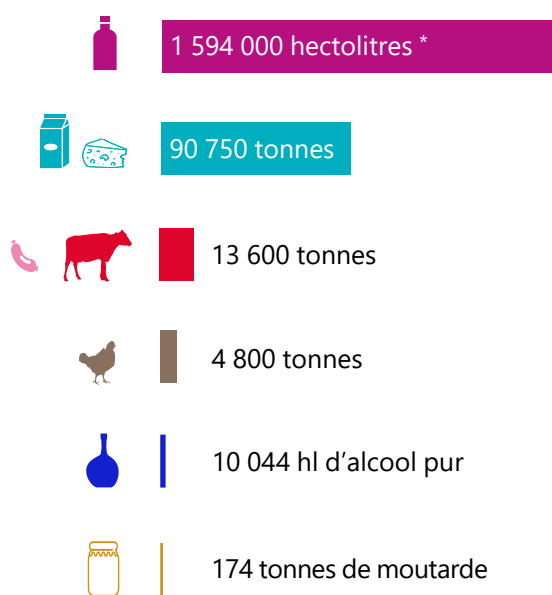 1 594 000 hectolitres *
90 750 tonnes
13 600 tonnes
4 800 tonnes
10 044 hl d’alcool pur
174 tonnes de moutarde